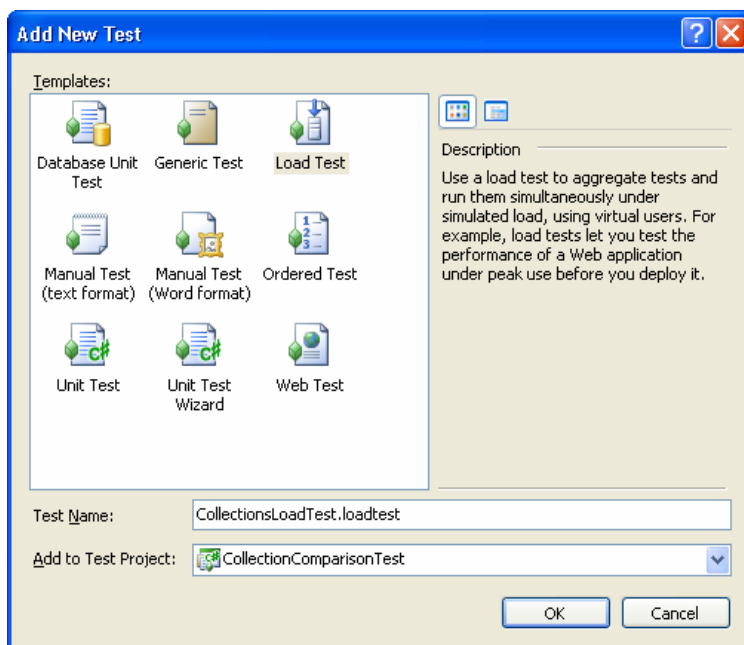 Add New Test
Templates:
Database Unit
Test
Generic Test
Load Test
Manual Test
(text format)
Manual Test
(Word format)
Ordered Test
Unit Test
Unit Test
Wizard
Web Test
Description
Use a load test to aggregate tests and
run them simultaneously under
simulated load, using virtual users. For
example, load tests let you test the
performance of a Web application
under peak use before you deploy it.
Test Name:
CollectionsLoadTest.loadtest
Add to Test Project:
CollectionComparisonTest
OK
Cancel